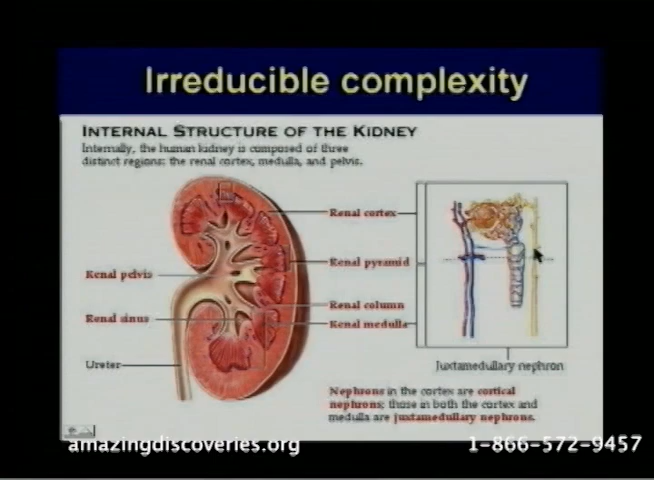 Irreducible complexity
INTERNAL STRUCTURE OF THE KIDNEY
Internally, the human kidney is composed of three
distinct regions: the renal cortex, medulla, and pelvis.
Renal cortex
Renal pyramid
Renal pelvis
Renal column
Renal sinus
Renal medulla
Ureter
Juxtamedullary nephron
Nephrons in the cortex are cortical
nephrons; those in both the cortex and
medulla are juxtamedullary nephrons.
amazingdiscoveries.org
1-866-572-9457